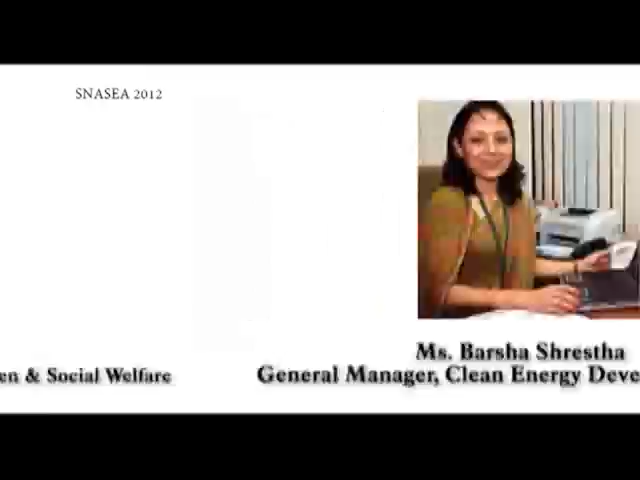 SNASEA 2012
Ms. Barsha Shrestha
en & Social Welfare
General Manager, Clean Energy Deve